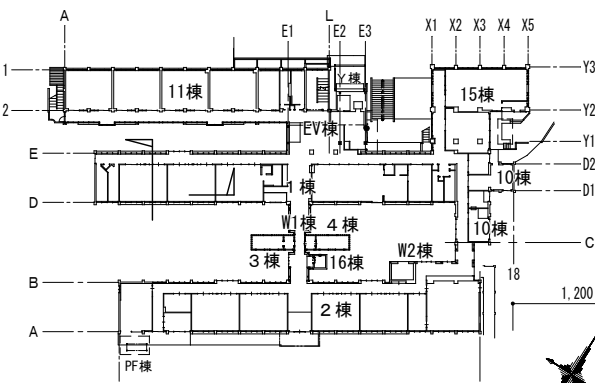 A E1 L E2 E3 X1 X2 X3 X4 X5
1 Y3
11棟 Y棟 15棟
2 Y2
EV棟
Y1
E D2
10棟
1棟 D1
D
W1棟 4棟 10棟
C
3棟 16棟 W2棟
18
B
1,200
2棟
A
PF棟